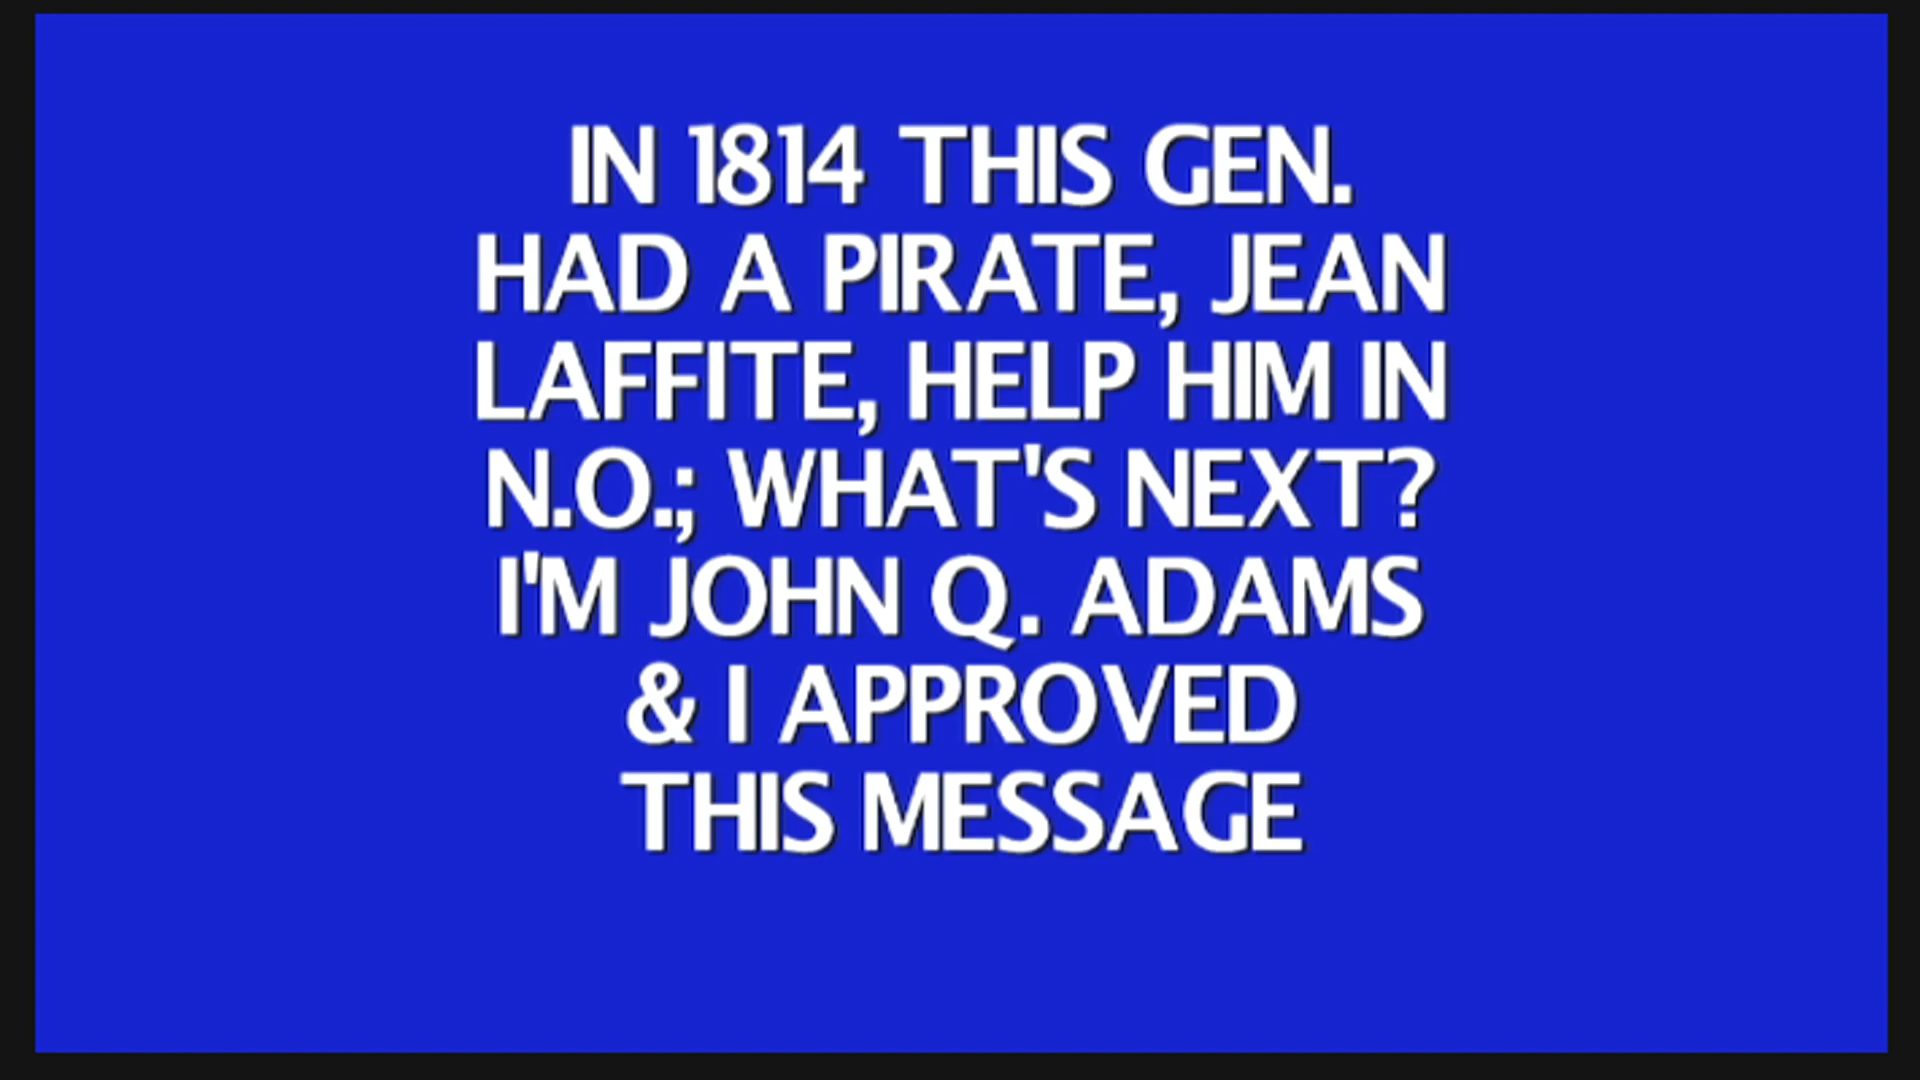 IN 1814 THIS GEN.
HAD A PIRATE, JEAN
LAFFITE, HELP HIM IN
N.O.; WHAT'S NEXT?
I'M JOHN Q. ADAMS
& I APPROVED
THIS MESSAGE